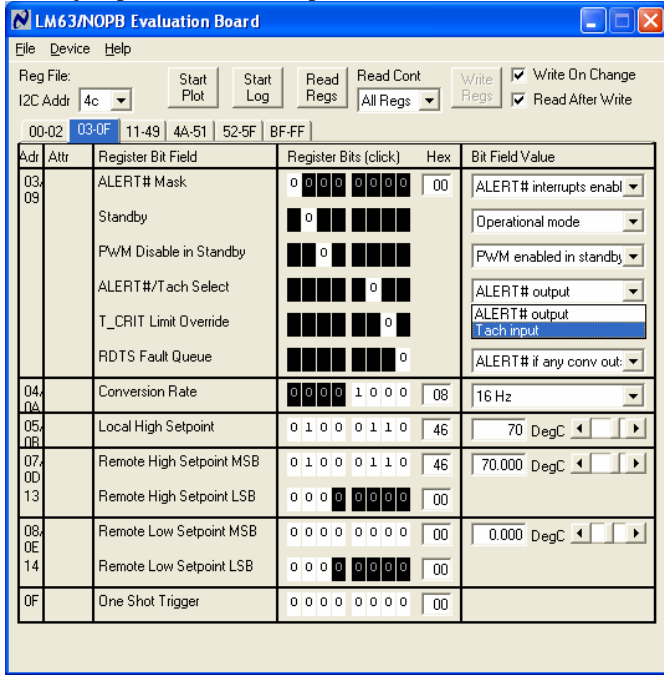 LM63/NOPB Evaluation Board
File Device Help
Reg File: Start Plot Start Log Read Regs Read Cont Write Regs Write On Change
I2C Addr 4c All Regs Read After Write
00-02 03-0F 11-49 4A-51 52-5F BF-FF
Adr Attr Register Bit Field Register Bits (click) Hex Bit Field Value
03/ 09 ALERT# Mask 0 0 0 0 0 0 0 0 00 ALERT# interrupts enabl
Standby 0 Operational mode
PWM Disable in Standby 0 PWM enabled in standby
ALERT#/Tach Select 0 ALERT# output
ALERT# output
T_CRIT Limit Override 0 Tach input
RDTS Fault Queue 0 ALERT# if any conv out:
04/ 0A Conversion Rate 0 0 0 0 1 0 0 0 08 16 Hz
05/ 0B Local High Setpoint 0 1 0 0 0 1 1 0 46 70 DegC
07/ 0D Remote High Setpoint MSB 0 1 0 0 0 1 1 0 46 70.000 DegC
13 Remote High Setpoint LSB 0 0 0 0 0 0 0 0 00
08/ 0E Remote Low Setpoint MSB 0 0 0 0 0 0 0 0 00 0.000 DegC
14 Remote Low Setpoint LSB 0 0 0 0 0 0 0 0 00
0F One Shot Trigger 0 0 0 0 0 0 0 0 00